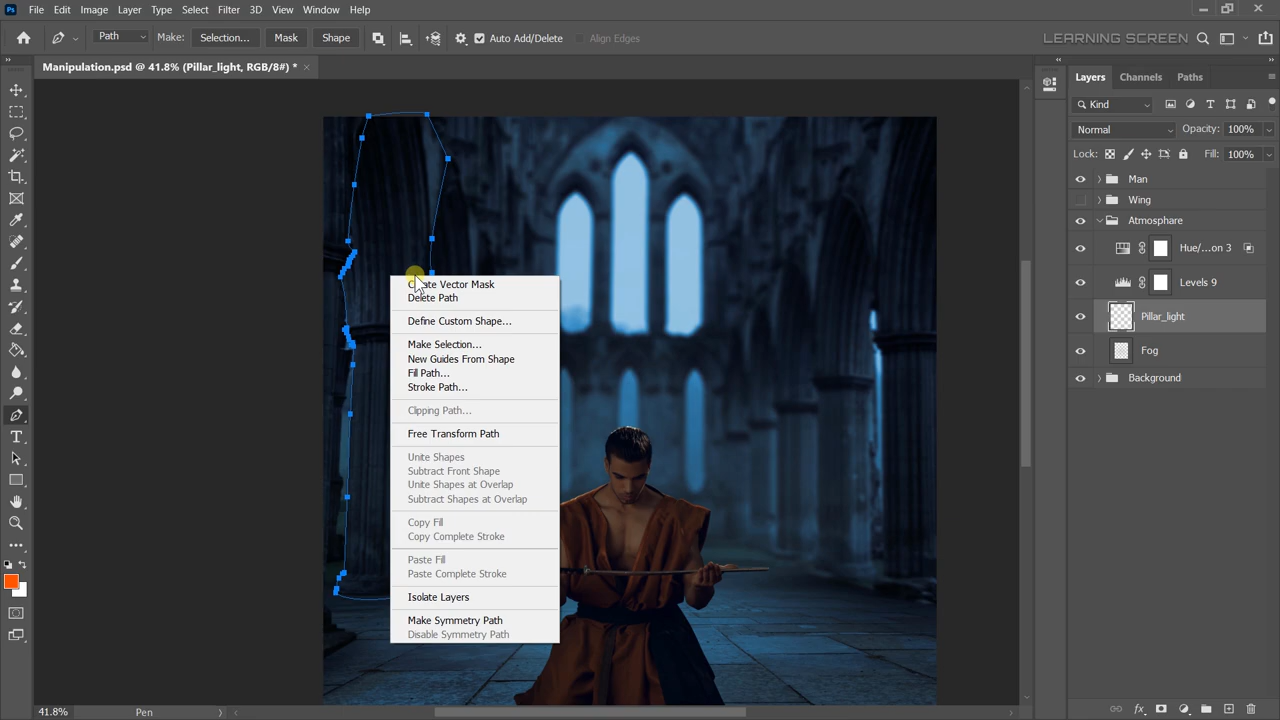 Ps File Edit Image Layer Type Select Filter 3D View Window Help
Path Make: Selection... Mask Shape Auto Add/Delete Align Edges LEARNING SCREEN
Manipulation.psd @ 41.8% (Pillar_light, RGB/8#) * ×
Create Vector Mask
Delete Path
Define Custom Shape...
Make Selection...
New Guides From Shape
Fill Path...
Stroke Path...
Clipping Path...
Free Transform Path
Unite Shapes
Subtract Front Shape
Unite Shapes at Overlap
Subtract Shapes at Overlap
Copy Fill
Copy Complete Stroke
Paste Fill
Paste Complete Stroke
Isolate Layers
Make Symmetry Path
Disable Symmetry Path
Layers Channels Paths
Kind
Normal Opacity: 100%
Lock: Fill: 100%
Man
Wing
Atmosphere
Hue/...on 3
Levels 9
Pillar_light
Fog
Background
41.8% Pen